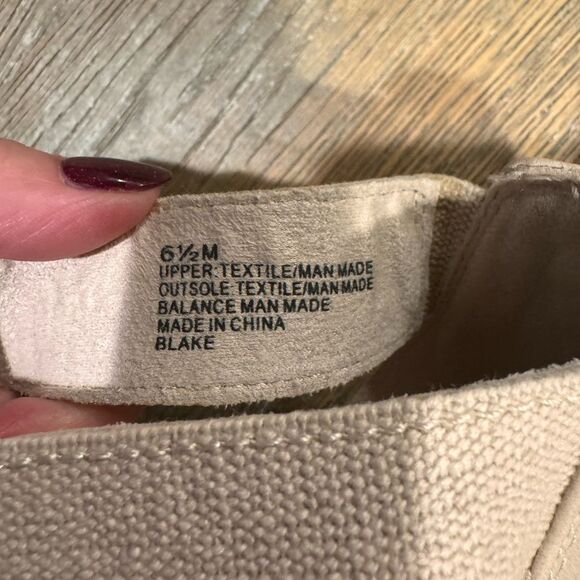 6½M
UPPER: TEXTILE/MAN MADE
OUTSOLE TEXTILE/MAN MADE
BALANCE MAN MADE
MADE IN CHINA
BLAKE